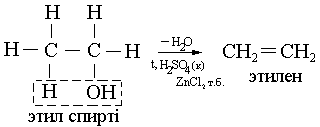 H H
H–C–C–H
H OH
этил спирті
–H₂O
t, H₂SO₄(к)
ZnCl₂ т.б.
CH₂=CH₂
этилен